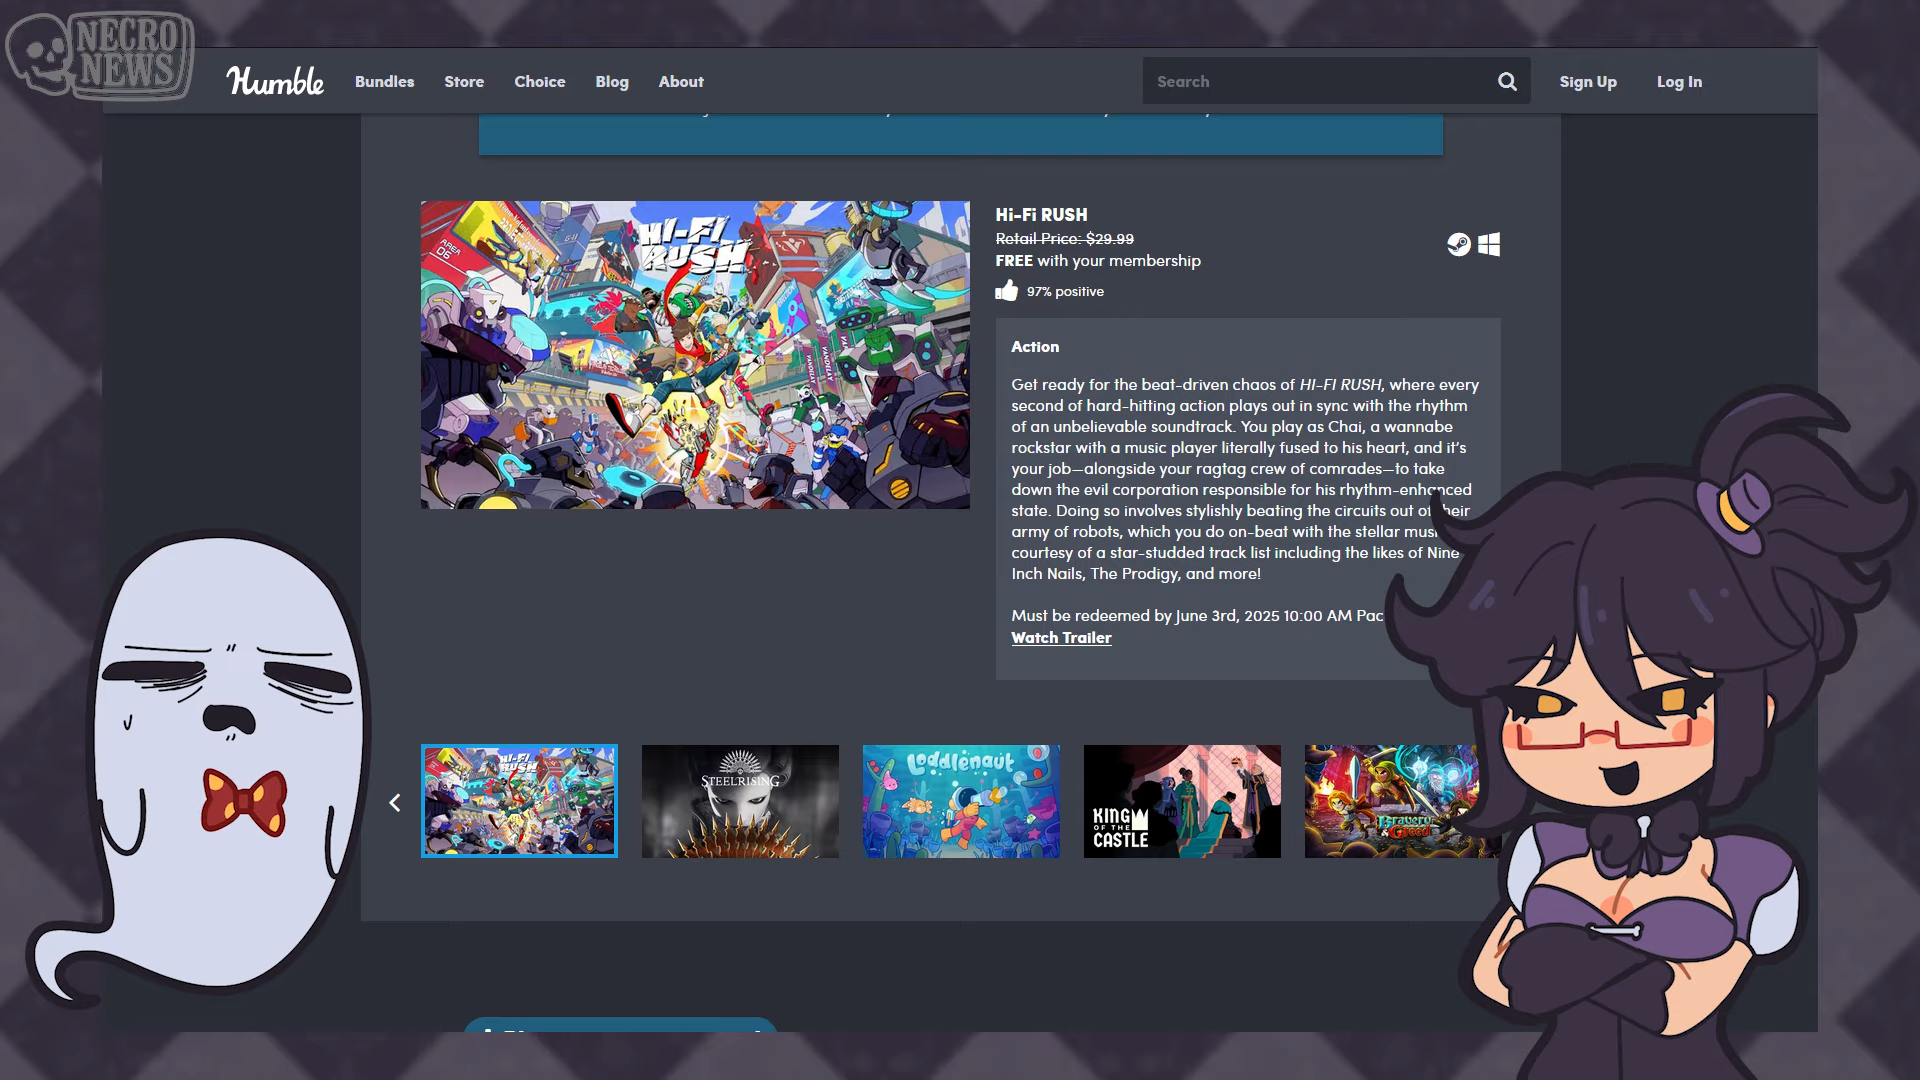 NECRO
NEWS
Humble
Bundles
Store
Choice
Blog
About
Search
Sign Up
Log In
HI-FI
RUSH
AREA
06
Hi-Fi RUSH
Retail Price: $29.99
FREE with your membership
97% positive
Action
Get ready for the beat-driven chaos of HI-FI RUSH, where every
second of hard-hitting action plays out in sync with the rhythm
of an unbelievable soundtrack. You play as Chai, a wannabe
rockstar with a music player literally fused to his heart, and it's
your job—alongside your ragtag crew of comrades—to take
down the evil corporation responsible for his rhythm-enhanced
state. Doing so involves stylishly beating the circuits out of their
army of robots, which you do on-beat with the stellar music
courtesy of a star-studded track list including the likes of Nine
Inch Nails, The Prodigy, and more!
Must be redeemed by June 3rd, 2025 10:00 AM Pac
Watch Trailer
HI-FI
RUSH
STEELRISING
Loddlenaut
KING
OF THE
CASTLE
Bravery
& Greed